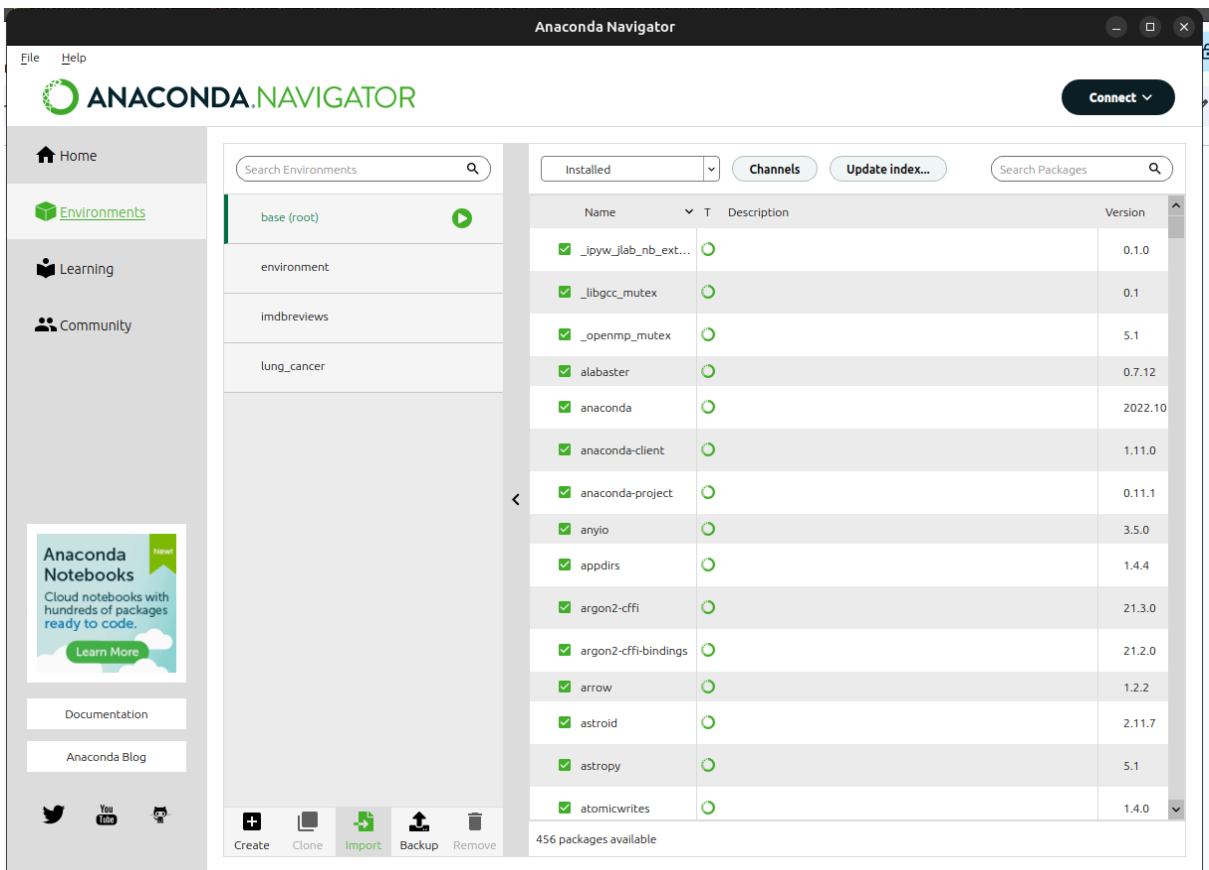 Anaconda Navigator
File Help
ANACONDA.NAVIGATOR
Connect
Home
Environments
Learning
Community
Anaconda
Notebooks
New!
Cloud notebooks with
hundreds of packages
ready to code.
Learn More
Documentation
Anaconda Blog
You
Tube
Search Environments
base (root)
environment
imdbreviews
lung_cancer
Create Clone Import Backup Remove
Installed Channels Update index... Search Packages
Name T Description Version
_ipyw_jlab_nb_ext... 0.1.0
_libgcc_mutex 0.1
_openmp_mutex 5.1
alabaster 0.7.12
anaconda 2022.10
anaconda-client 1.11.0
anaconda-project 0.11.1
anyio 3.5.0
appdirs 1.4.4
argon2-cffi 21.3.0
argon2-cffi-bindings 21.2.0
arrow 1.2.2
astroid 2.11.7
astropy 5.1
atomicwrites 1.4.0
456 packages available